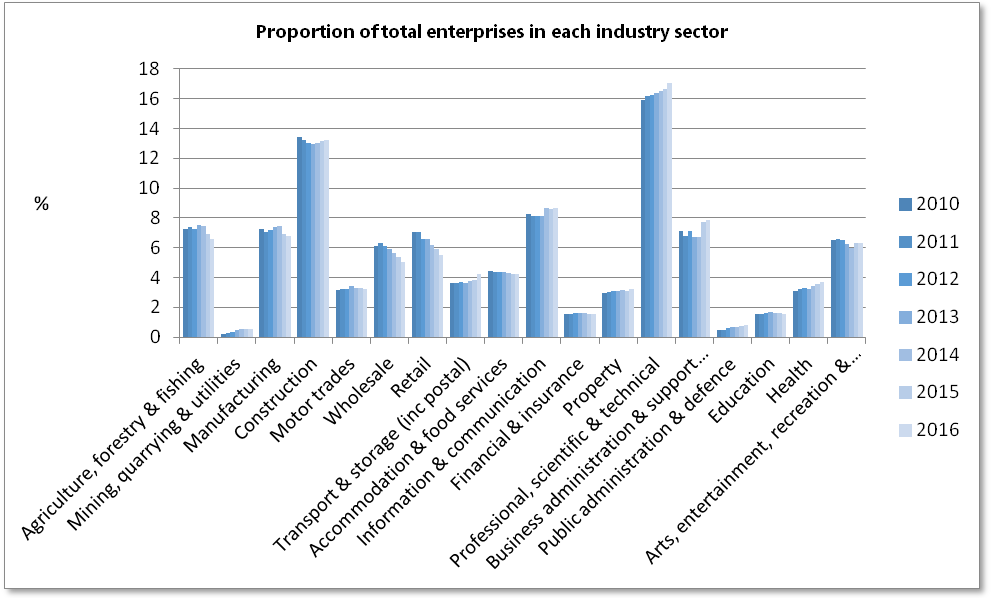 Proportion of total enterprises in each industry sector
%
18
16
14
12
10
8
6
4
2
0
Agriculture, forestry & fishing
Mining, quarrying & utilities
Manufacturing
Construction
Motor trades
Wholesale
Retail
Transport & storage (inc postal)
Accommodation & food services
Information & communication
Financial & insurance
Property
Professional, scientific & technical
Business administration & support...
Public administration & defence
Education
Health
Arts, entertainment, recreation &...
2010
2011
2012
2013
2014
2015
2016